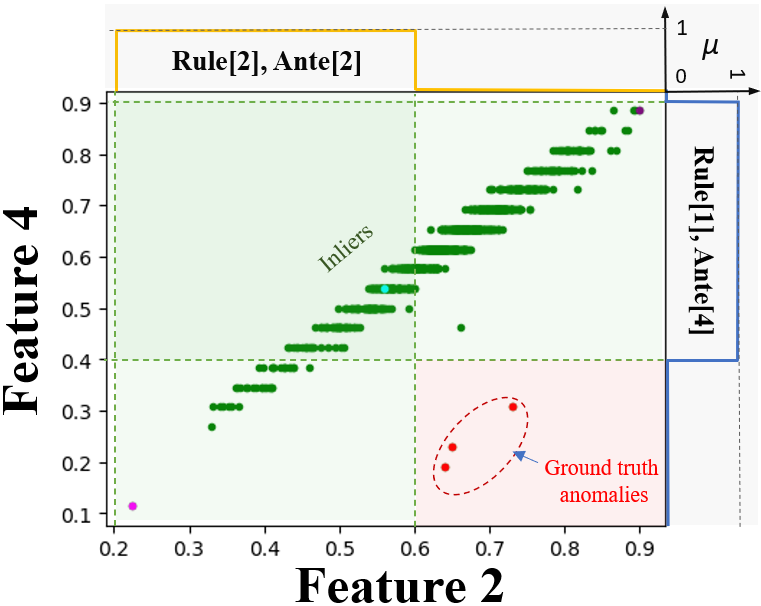 Rule[2], Ante[2]
1
μ
0
1
0.9
0.8
0.7
0.6
0.5
0.4
0.3
0.2
0.1
Feature 4
Inliers
Rule[1], Ante[4]
Ground truth
anomalies
0.2 0.3 0.4 0.5 0.6 0.7 0.8 0.9
Feature 2